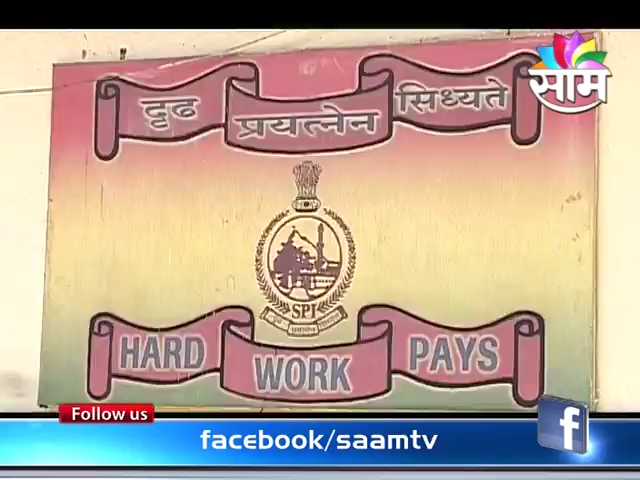 साम
दृढ प्रयत्नेन सिध्यते
SPI
HARD WORK PAYS
Follow us
facebook/saamtv
f